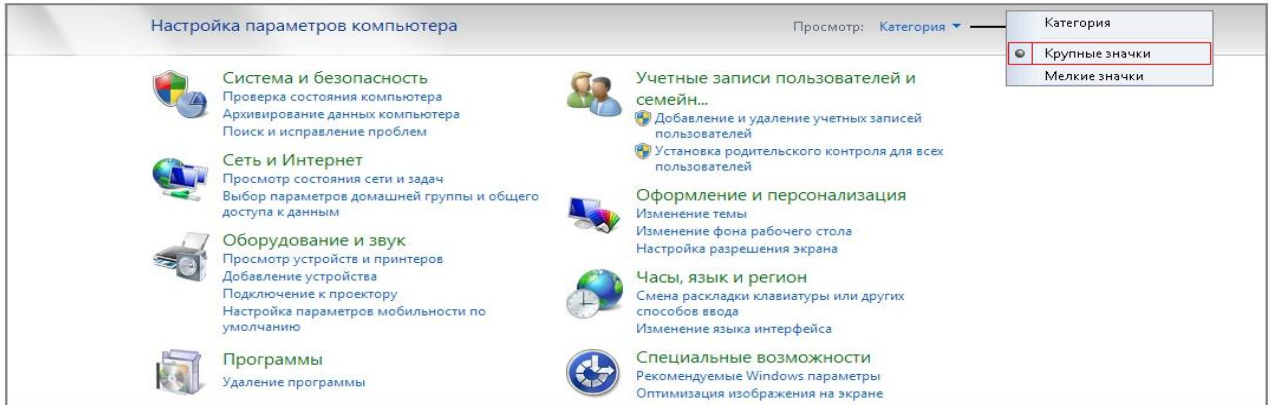 Настройка параметров компьютера
Просмотр: Категория
Категория
Крупные значки
Мелкие значки
Система и безопасность
Проверка состояния компьютера
Архивирование данных компьютера
Поиск и исправление проблем
Сеть и Интернет
Просмотр состояния сети и задач
Выбор параметров домашней группы и общего
доступа к данным
Оборудование и звук
Просмотр устройств и принтеров
Добавление устройства
Подключение к проектору
Настройка параметров мобильности по
умолчанию
Программы
Удаление программы
Учетные записи пользователей и
семейн...
Добавление и удаление учетных записей
пользователей
Установка родительского контроля для всех
пользователей
Оформление и персонализация
Изменение темы
Изменение фона рабочего стола
Настройка разрешения экрана
Часы, язык и регион
Смена раскладки клавиатуры или других
способов ввода
Изменение языка интерфейса
Специальные возможности
Рекомендуемые Windows параметры
Оптимизация изображения на экране